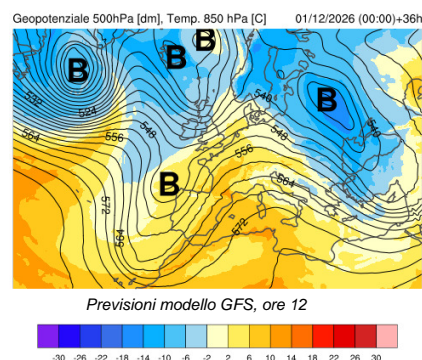 Geopotenziale 500hPa [dm], Temp. 850 hPa [C] 01/12/2026 (00:00)+36h
B
B
B
B
B
532
524
564
556
548
540
548
556
564
540
572
564
572
Previsioni modello GFS, ore 12
-30 -26 -22 -18 -14 -10 -6 -2 2 6 10 14 18 22 26 30